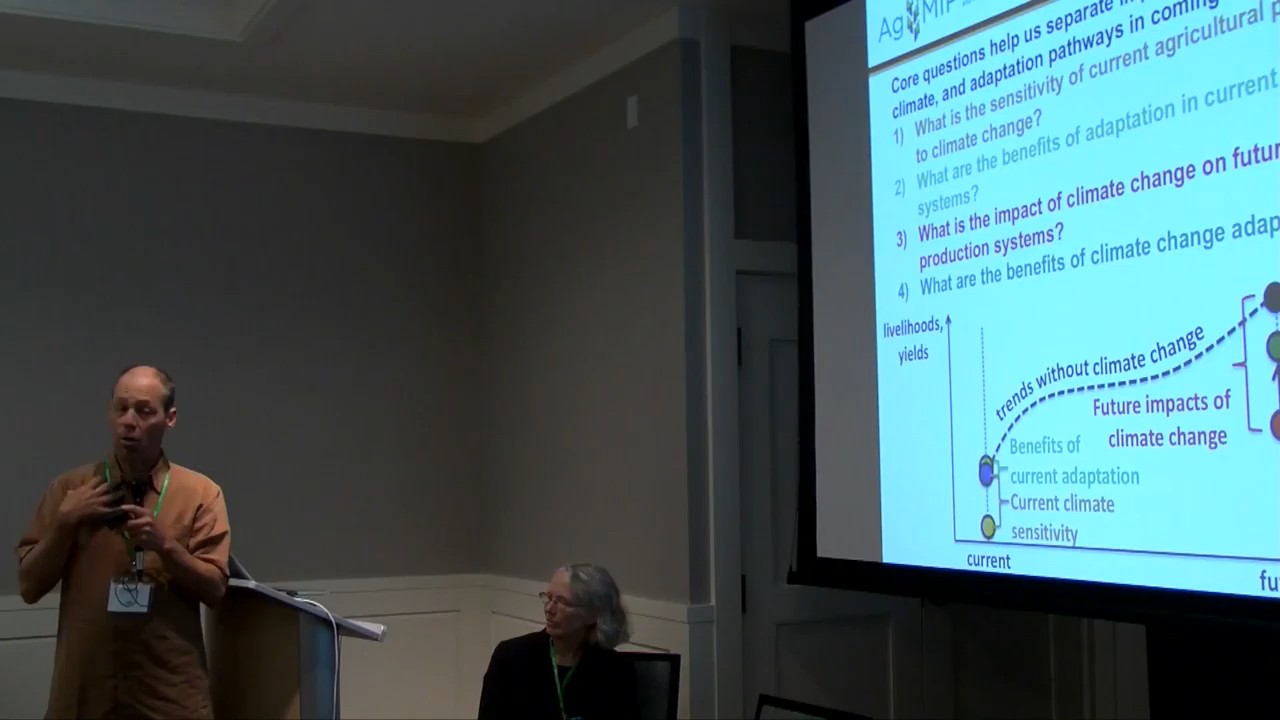 AgMIP
Core questions help us separate in
climate, and adaptation pathways in coming
1) What is the sensitivity of current agricultural p
to climate change?
2) What are the benefits of adaptation in current
systems?
3) What is the impact of climate change on futur
production systems?
4) What are the benefits of climate change adap
livelihoods,
yields
trends without climate change
Future impacts of
climate change
Benefits of
current adaptation
Current climate
sensitivity
current
fu